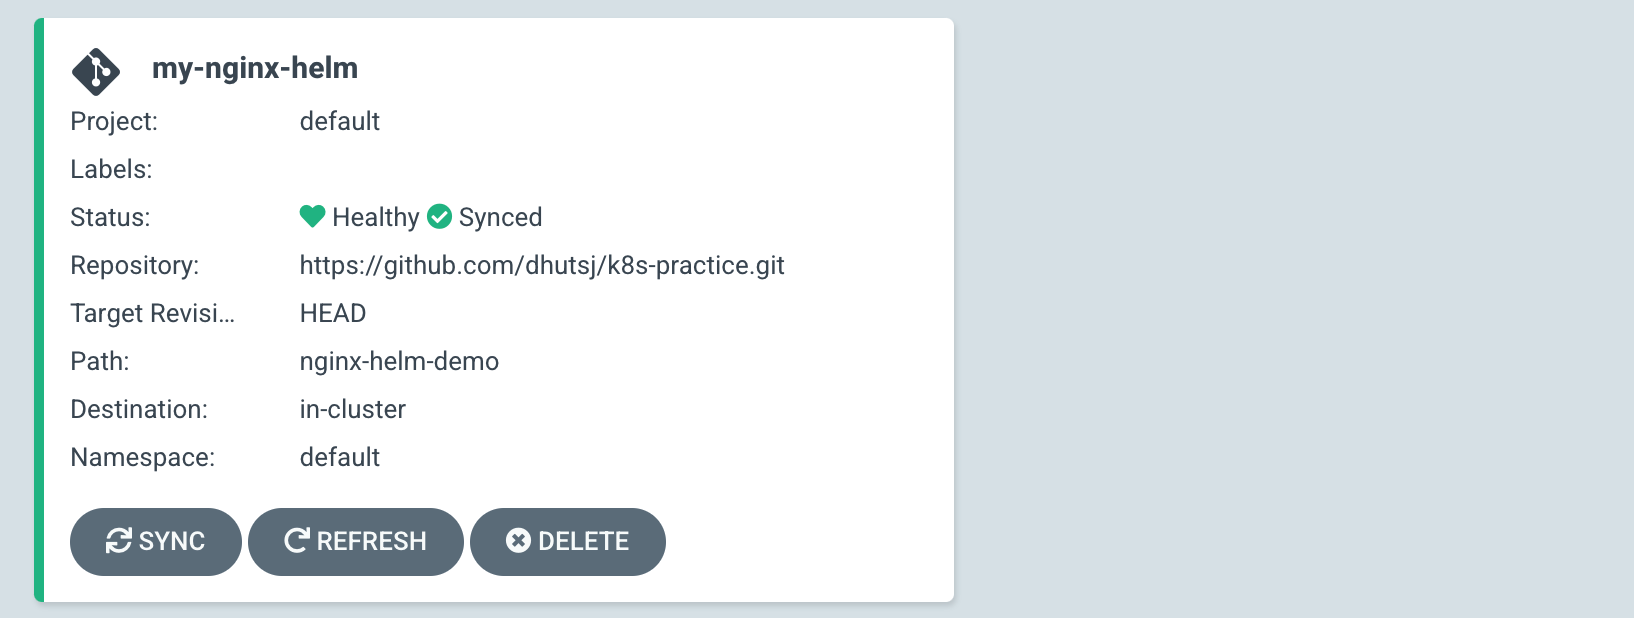 my-nginx-helm
Project: default
Labels:
Status: Healthy Synced
Repository: https://github.com/dhutsj/k8s-practice.git
Target Revisi... HEAD
Path: nginx-helm-demo
Destination: in-cluster
Namespace: default
SYNC REFRESH DELETE